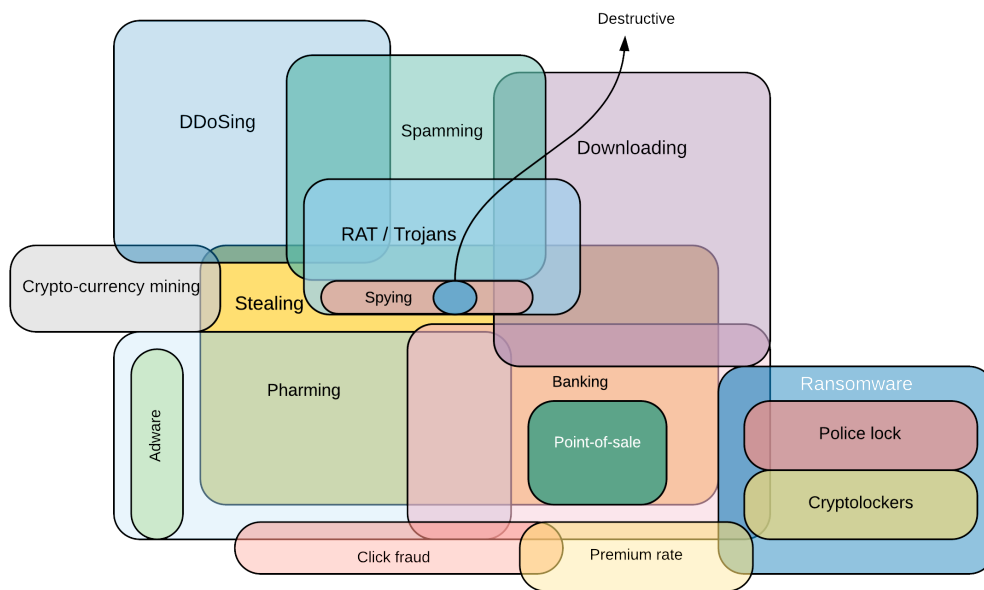 Destructive
DDoSing
Spamming
Downloading
RAT / Trojans
Crypto-currency mining
Stealing
Spying
Pharming
Banking
Ransomware
Adware
Point-of-sale
Police lock
Cryptolockers
Click fraud
Premium rate